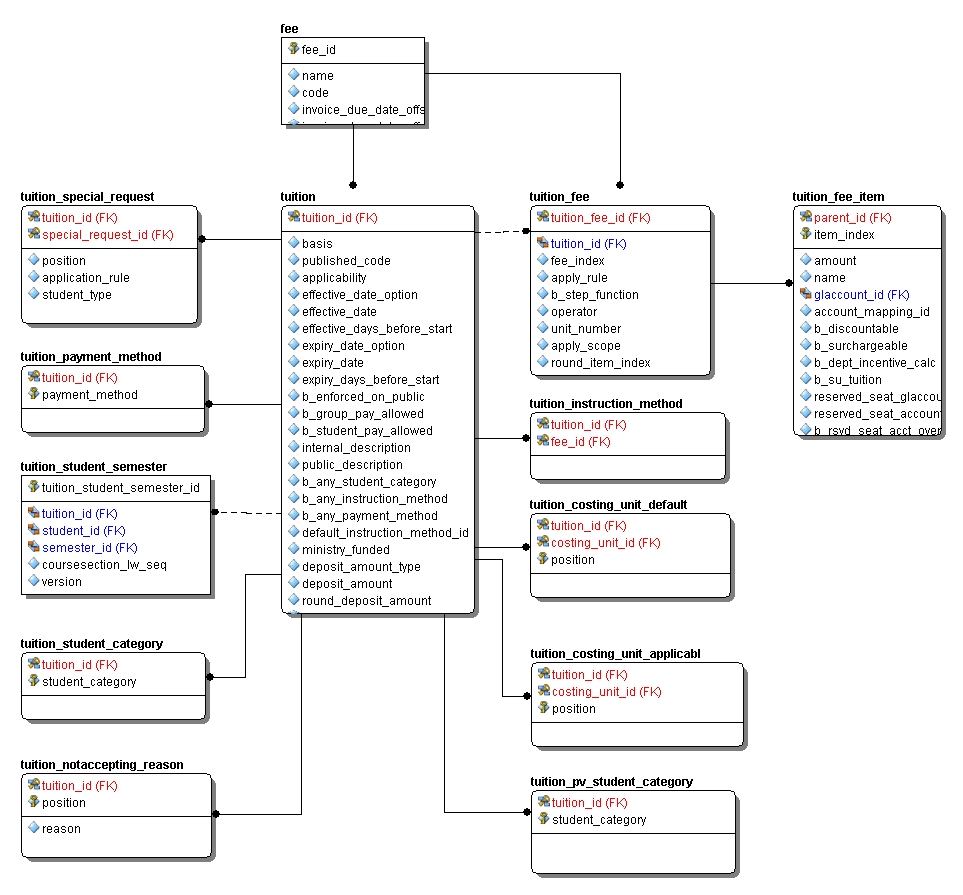 fee
fee_id
name
code
invoice_due_date_offs
tuition_special_request
tuition_id (FK)
special_request_id (FK)
position
application_rule
student_type
tuition_payment_method
tuition_id (FK)
payment_method
tuition_student_semester
tuition_student_semester_id
tuition_id (FK)
student_id (FK)
semester_id (FK)
coursesection_lw_seq
version
tuition_student_category
tuition_id (FK)
student_category
tuition_notaccepting_reason
tuition_id (FK)
position
reason
tuition
tuition_id (FK)
basis
published_code
applicability
effective_date_option
effective_date
effective_days_before_start
expiry_date_option
expiry_date
expiry_days_before_start
b_enforced_on_public
b_group_pay_allowed
b_student_pay_allowed
internal_description
public_description
b_any_student_category
b_any_instruction_method
b_any_payment_method
default_instruction_method_id
ministry_funded
deposit_amount_type
deposit_amount
round_deposit_amount
tuition_fee
tuition_fee_id (FK)
tuition_id (FK)
fee_index
apply_rule
b_step_function
operator
unit_number
apply_scope
round_item_index
tuition_instruction_method
tuition_id (FK)
fee_id (FK)
tuition_costing_unit_default
tuition_id (FK)
costing_unit_id (FK)
position
tuition_costing_unit_applicabl
tuition_id (FK)
costing_unit_id (FK)
position
tuition_pv_student_category
tuition_id (FK)
student_category
tuition_fee_item
parent_id (FK)
item_index
amount
name
glaccount_id (FK)
account_mapping_id
b_discountable
b_surchargeable
b_dept_incentive_calc
b_su_tuition
reserved_seat_glaccou
reserved_seat_account
b_rsvd_seat_acct_over